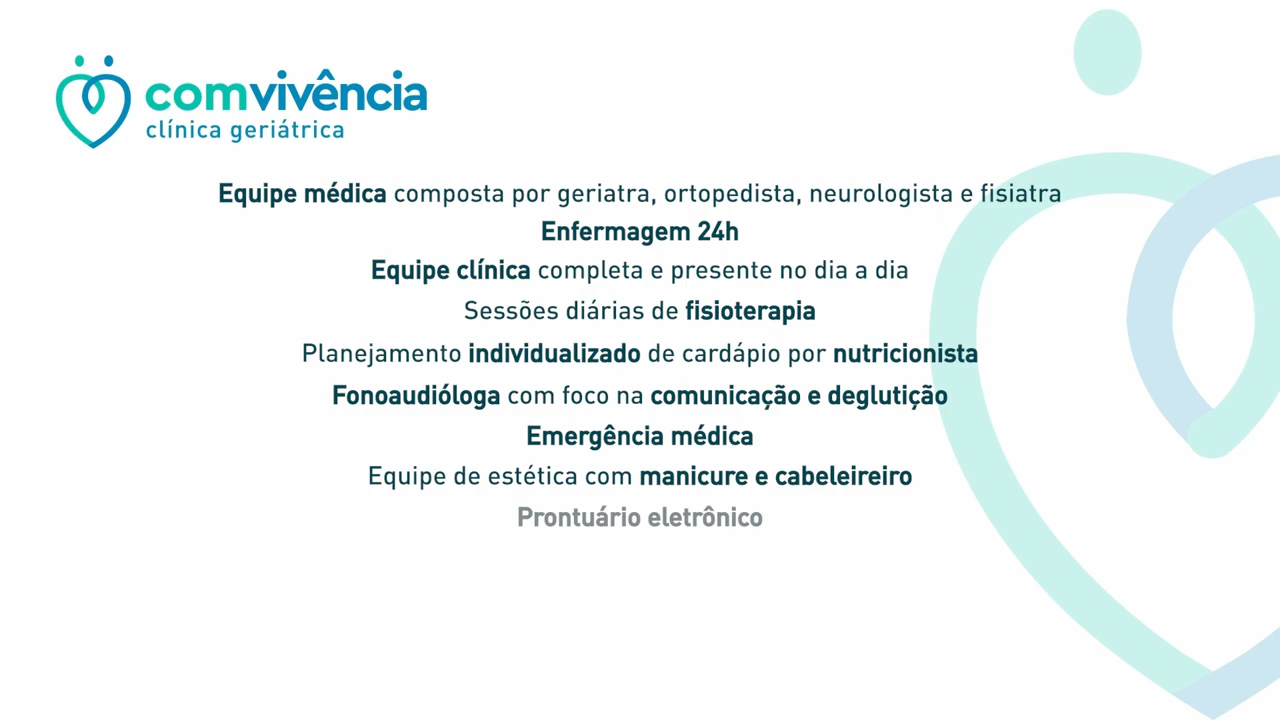 comvivência
clínica geriátrica
Equipe médica composta por geriatra, ortopedista, neurologista e fisiatra
Enfermagem 24h
Equipe clínica completa e presente no dia a dia
Sessões diárias de fisioterapia
Planejamento individualizado de cardápio por nutricionista
Fonoaudióloga com foco na comunicação e deglutição
Emergência médica
Equipe de estética com manicure e cabeleireiro
Prontuário eletrônico